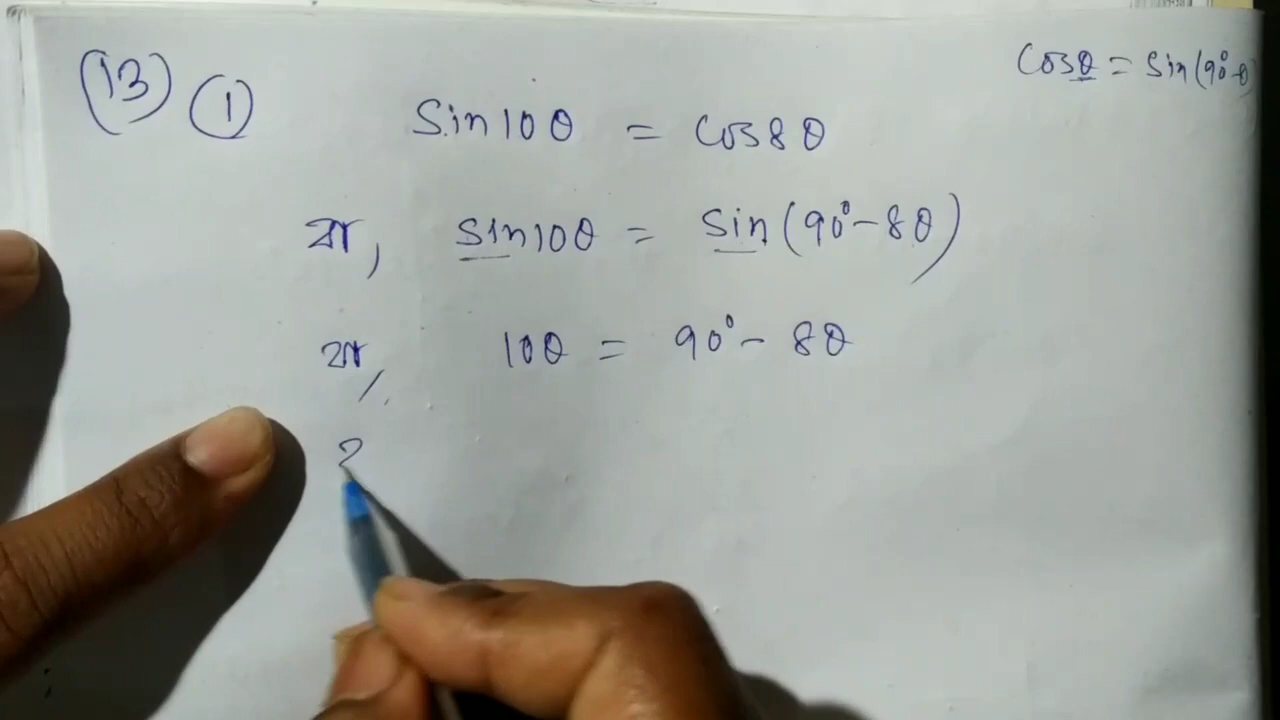 (13) (1) Sin10θ = Cos8θ
Cosθ = Sin(90°-θ)
বা, Sin10θ = Sin(90°-8θ)
বা, 10θ = 90°- 8θ